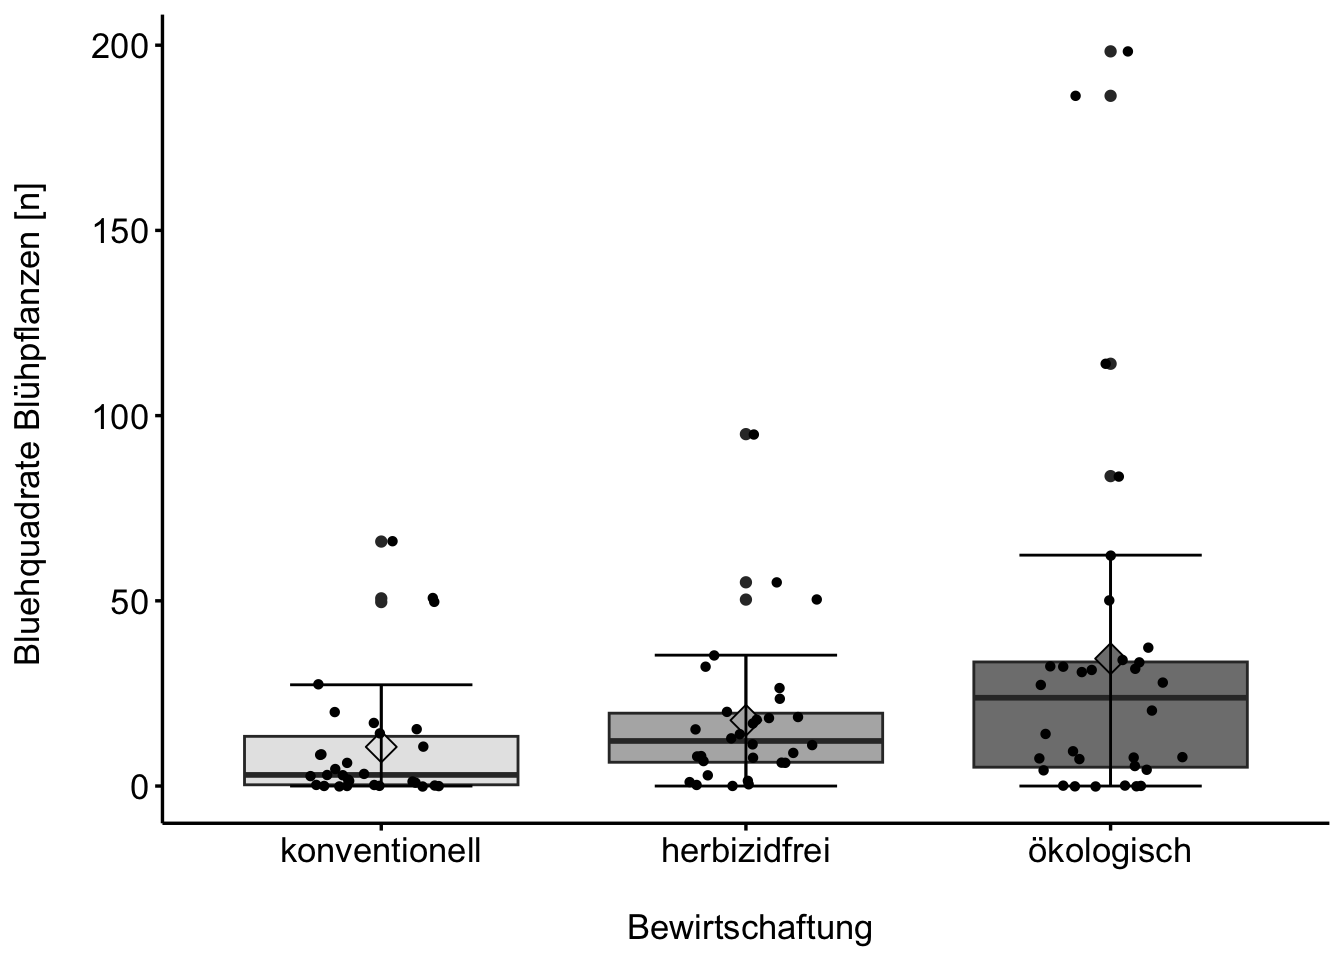 Bluehquadrate Blühpflanzen [n]
200
150
100
50
0
konventionell
herbizidfrei
ökologisch
Bewirtschaftung